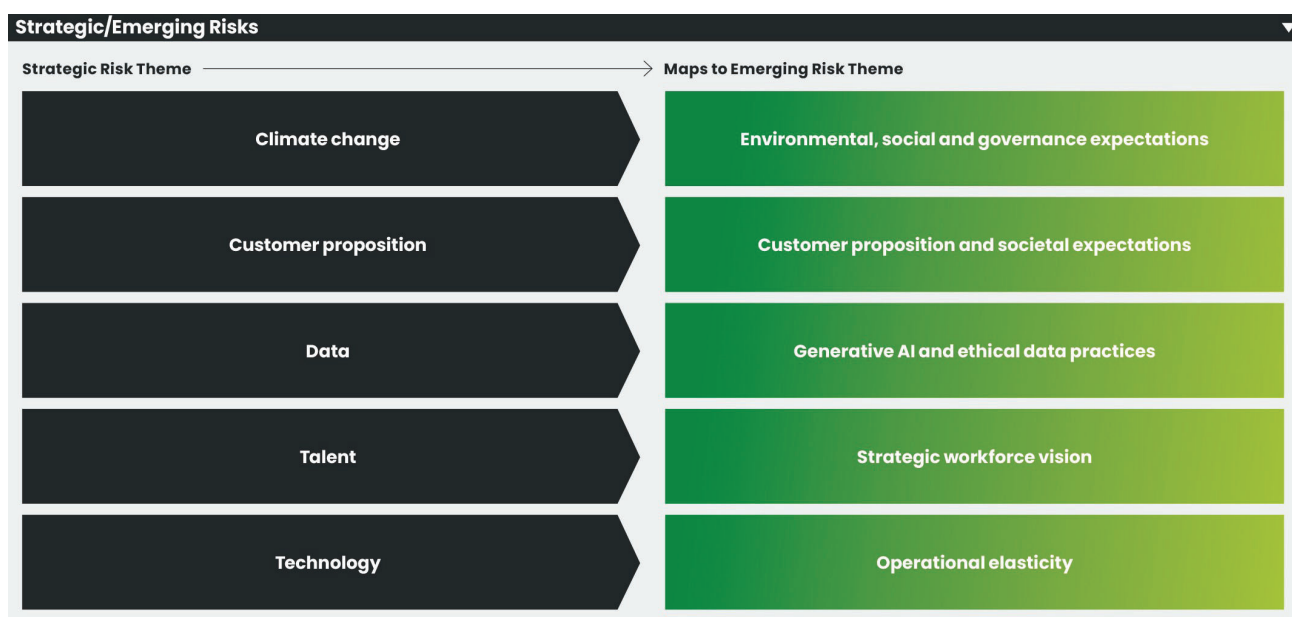 Strategic/Emerging Risks
Strategic Risk Theme
Maps to Emerging Risk Theme
Climate change
Environmental, social and governance expectations
Customer proposition
Customer proposition and societal expectations
Data
Generative AI and ethical data practices
Talent
Strategic workforce vision
Technology
Operational elasticity